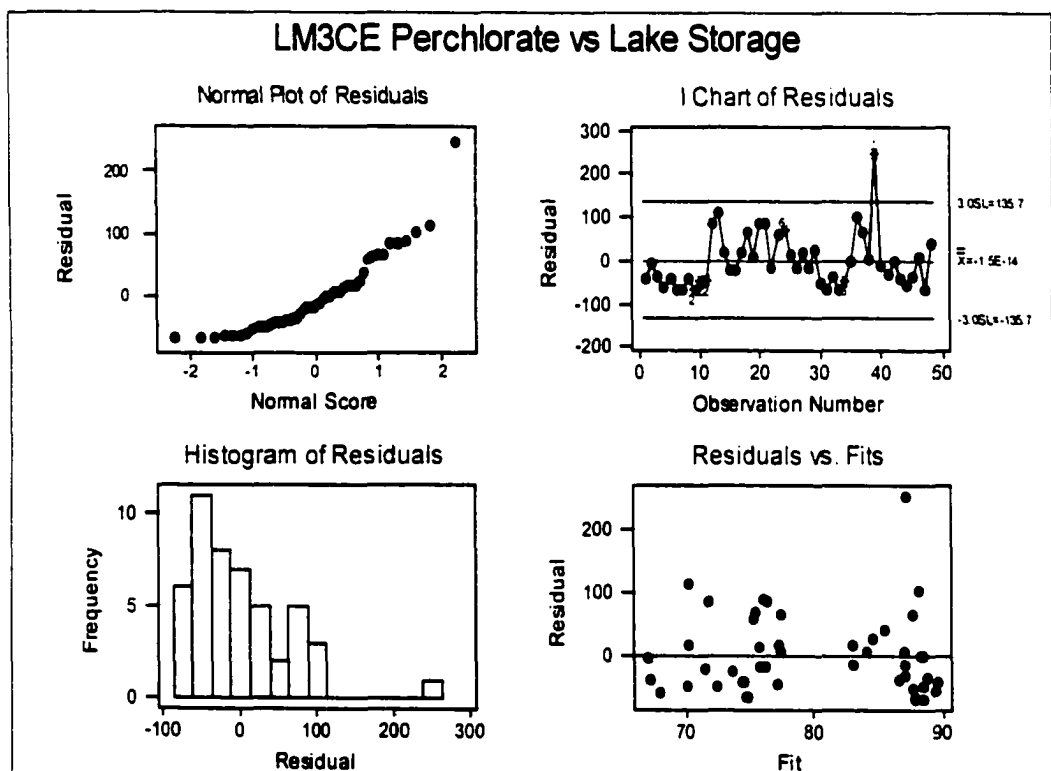 LM3CE Perchlorate vs Lake Storage
Normal Plot of Residuals
200
100
0
Residual
-2
-1
0
1
2
Normal Score
I Chart of Residuals
300
200
100
0
-100
-200
Residual
3.0SL=135.7
X=-1.5E-14
-3.0SL=-135.7
0
10
20
30
40
50
Observation Number
Histogram of Residuals
10
5
0
Frequency
-100
0
100
200
300
Residual
Residuals vs. Fits
200
100
0
Residual
70
80
90
Fit